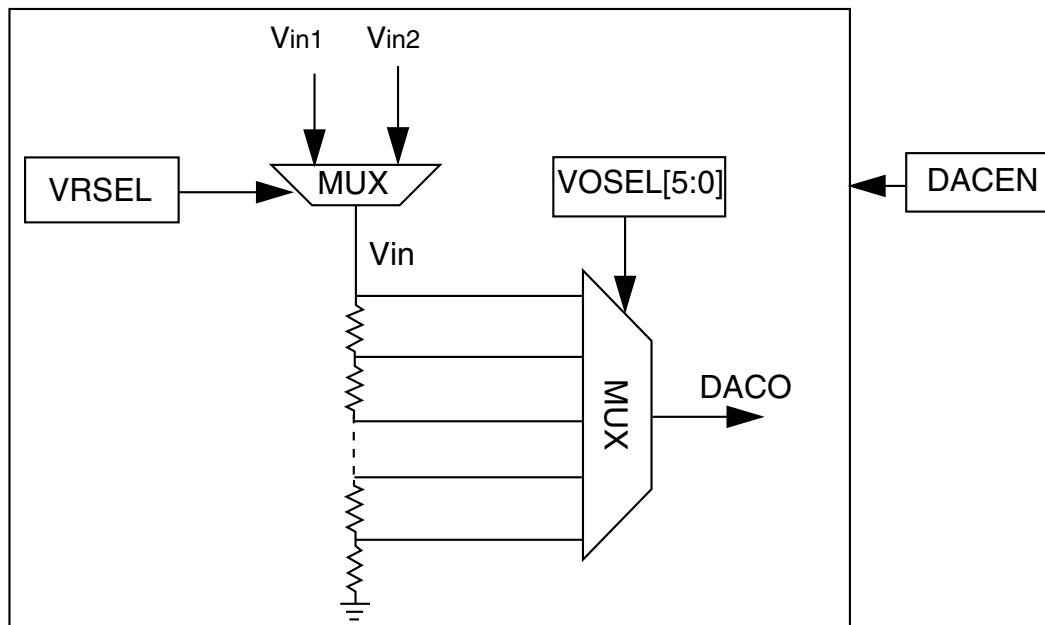 Vin1 Vin2
VRSEL
MUX
VOSEL[5:0]
DACEN
Vin
MUX
DACO